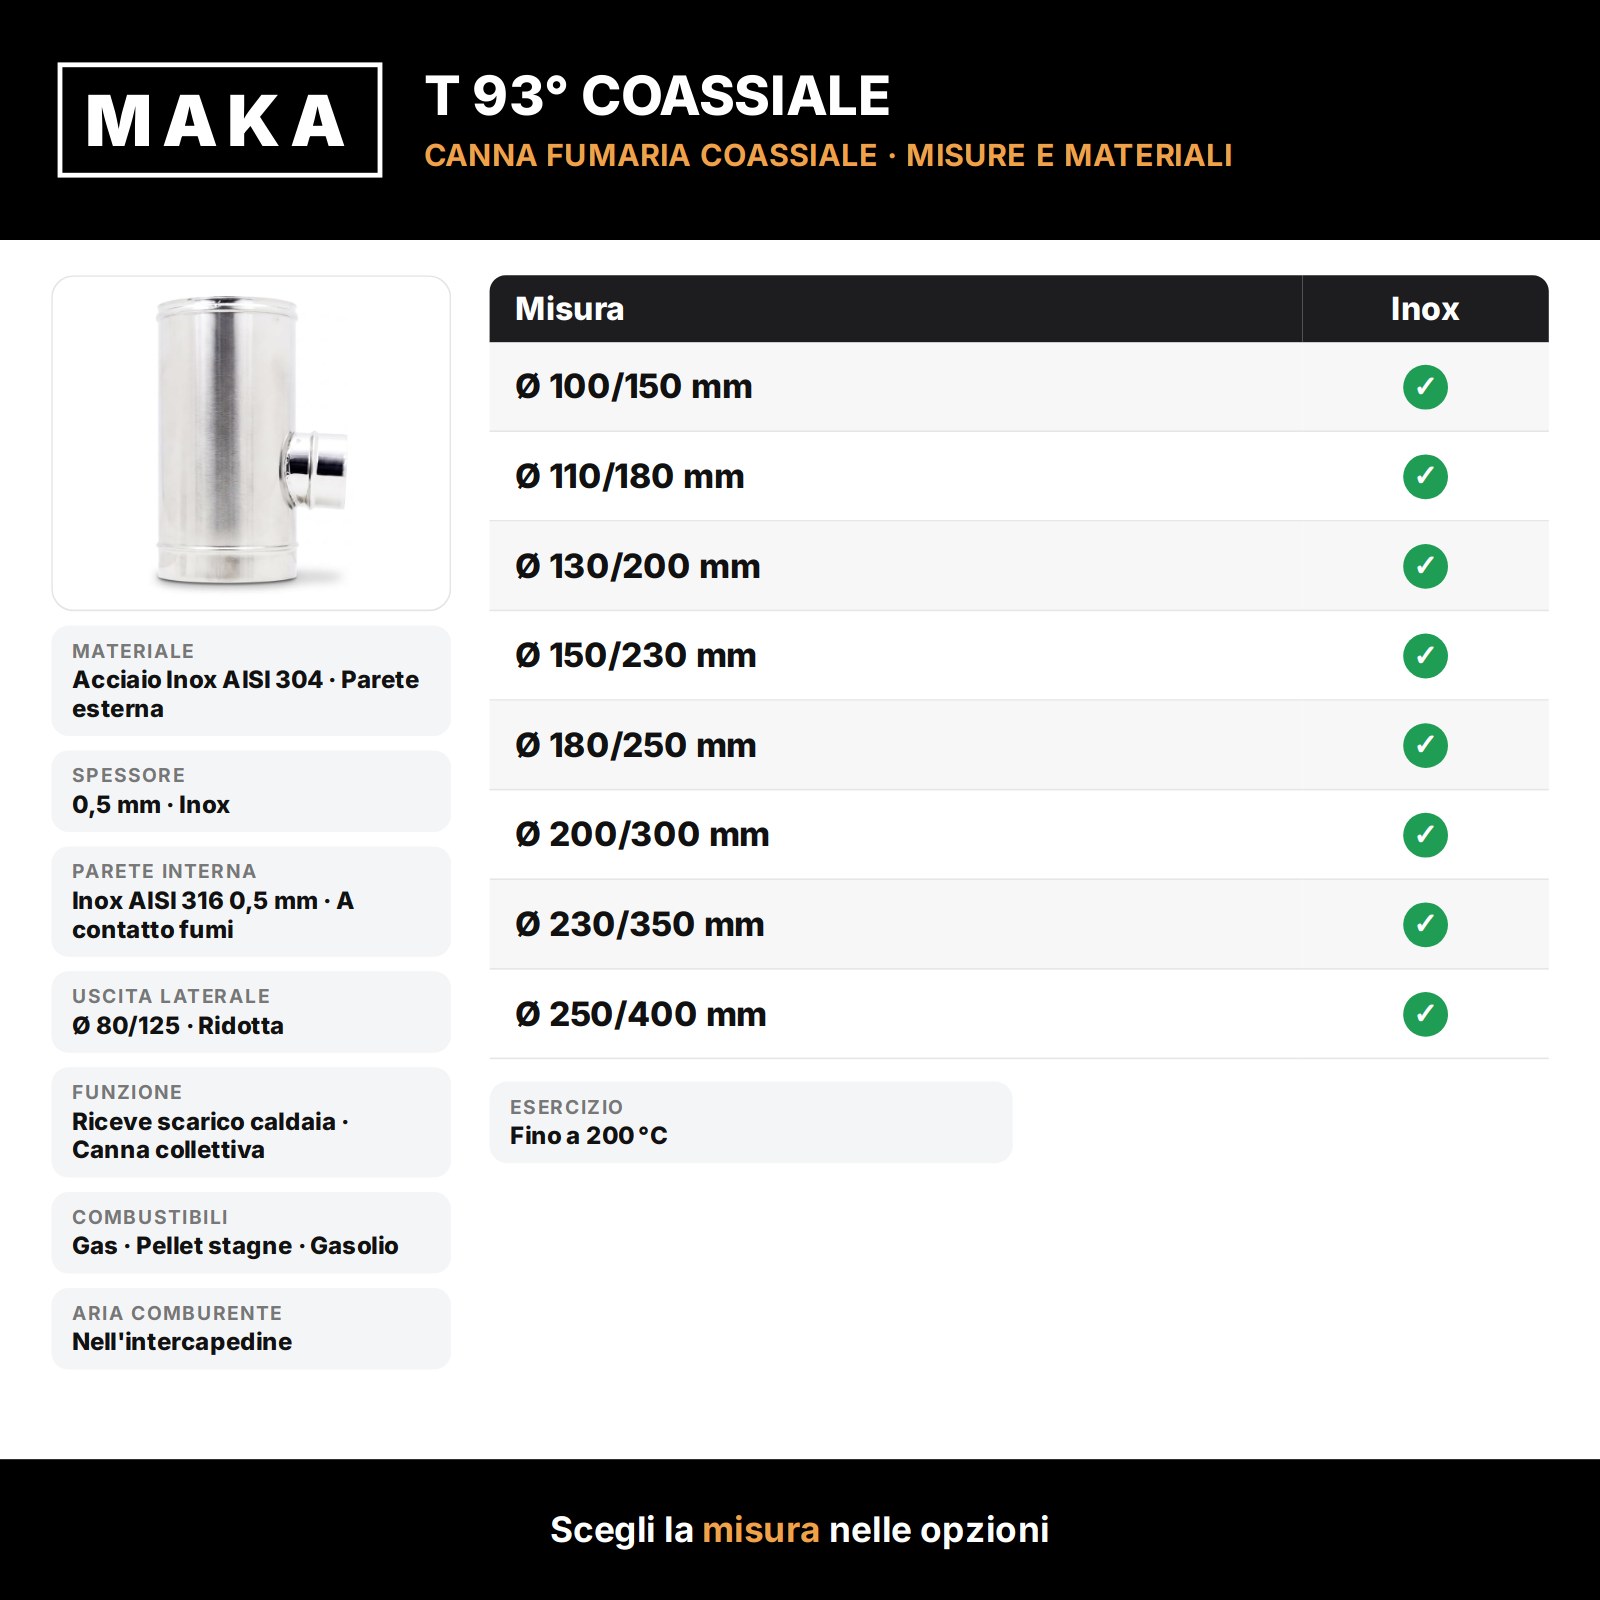 MAKA
T 93° COASSIALE
CANNA FUMARIA COASSIALE · MISURE E MATERIALI
MATERIALE
Acciaio Inox AISI 304 · Parete
esterna
SPESSORE
0,5 mm · Inox
PARETE INTERNA
Inox AISI 316 0,5 mm · A
contatto fumi
USCITA LATERALE
Ø 80/125 · Ridotta
FUNZIONE
Riceve scarico caldaia ·
Canna collettiva
COMBUSTIBILI
Gas · Pellet stagne · Gasolio
ARIA COMBURENTE
Nell'intercapedine
Misura Inox
Ø 100/150 mm ✓
Ø 110/180 mm ✓
Ø 130/200 mm ✓
Ø 150/230 mm ✓
Ø 180/250 mm ✓
Ø 200/300 mm ✓
Ø 230/350 mm ✓
Ø 250/400 mm ✓
ESERCIZIO
Fino a 200 °C
Scegli la misura nelle opzioni